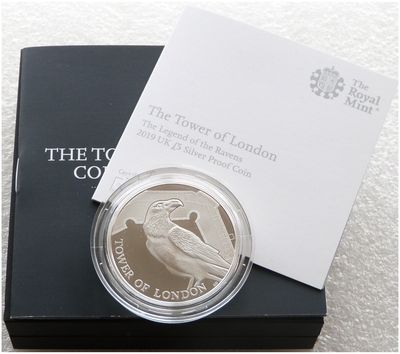 The
Royal
Mint®
The Tower of London
The Legend of the Ravens
2019 UK £5 Silver Proof Coin
THE TO
CO
TOWER OF LONDON